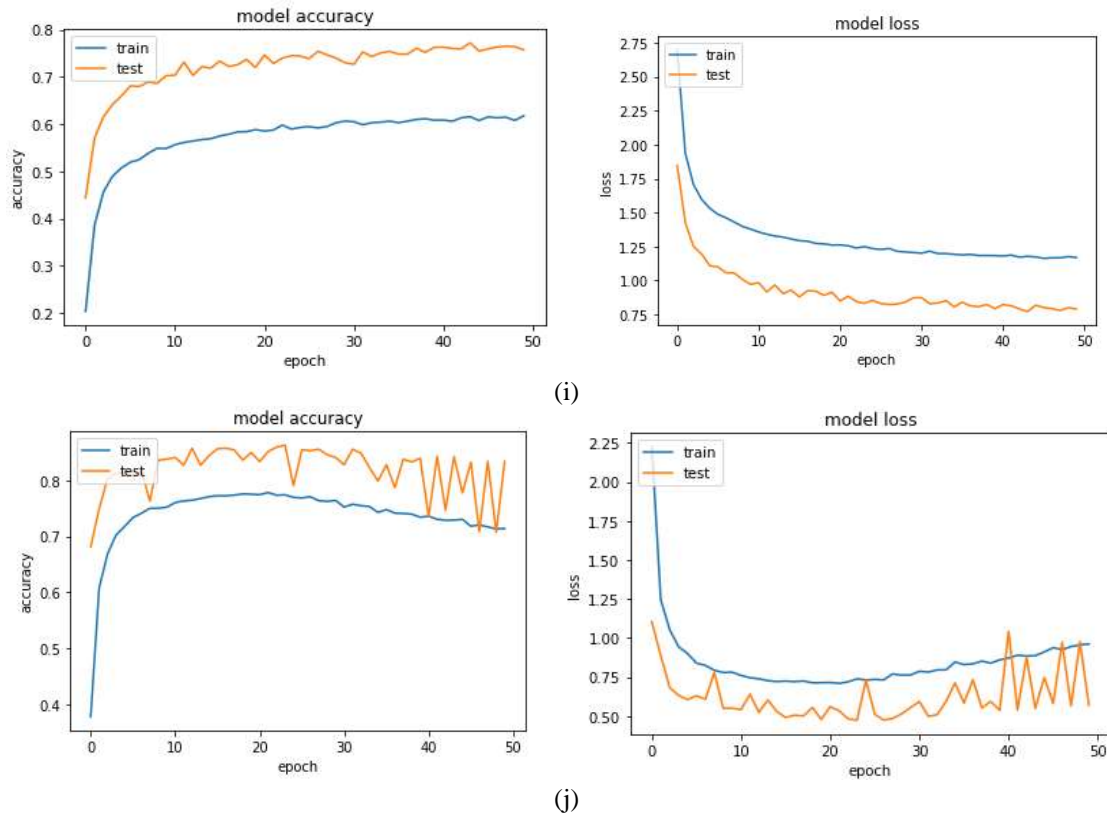 model accuracy
train
test
0.8
0.7
0.6
0.5
0.4
0.3
0.2
accuracy
0 10 20 30 40 50
epoch
model loss
train
test
2.75
2.50
2.25
2.00
1.75
1.50
1.25
1.00
0.75
loss
0 10 20 30 40 50
epoch
(i)
model accuracy
train
test
0.8
0.7
0.6
0.5
0.4
accuracy
0 10 20 30 40 50
epoch
model loss
train
test
2.25
2.00
1.75
1.50
1.25
1.00
0.75
0.50
loss
0 10 20 30 40 50
epoch
(j)